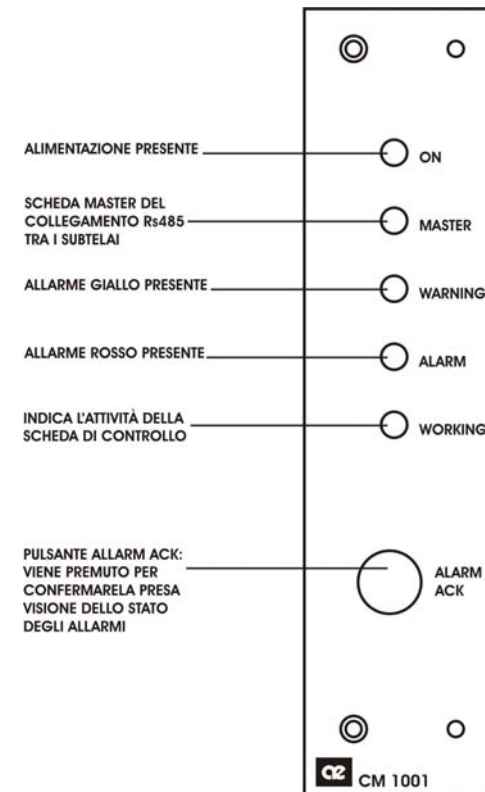 ALIMENTAZIONE PRESENTE
ON
SCHEDA MASTER DEL
COLLEGAMENTO Rs485
TRA I SUBTELAI
MASTER
ALLARME GIALLO PRESENTE
WARNING
ALLARME ROSSO PRESENTE
ALARM
INDICA L'ATTIVITÀ DELLA
SCHEDA DI CONTROLLO
WORKING
PULSANTE ALLARM ACK:
VIENE PREMUTO PER
CONFERMARELA PRESA
VISIONE DELLO STATO
DEGLI ALLARMI
ALARM
ACK
ae CM 1001